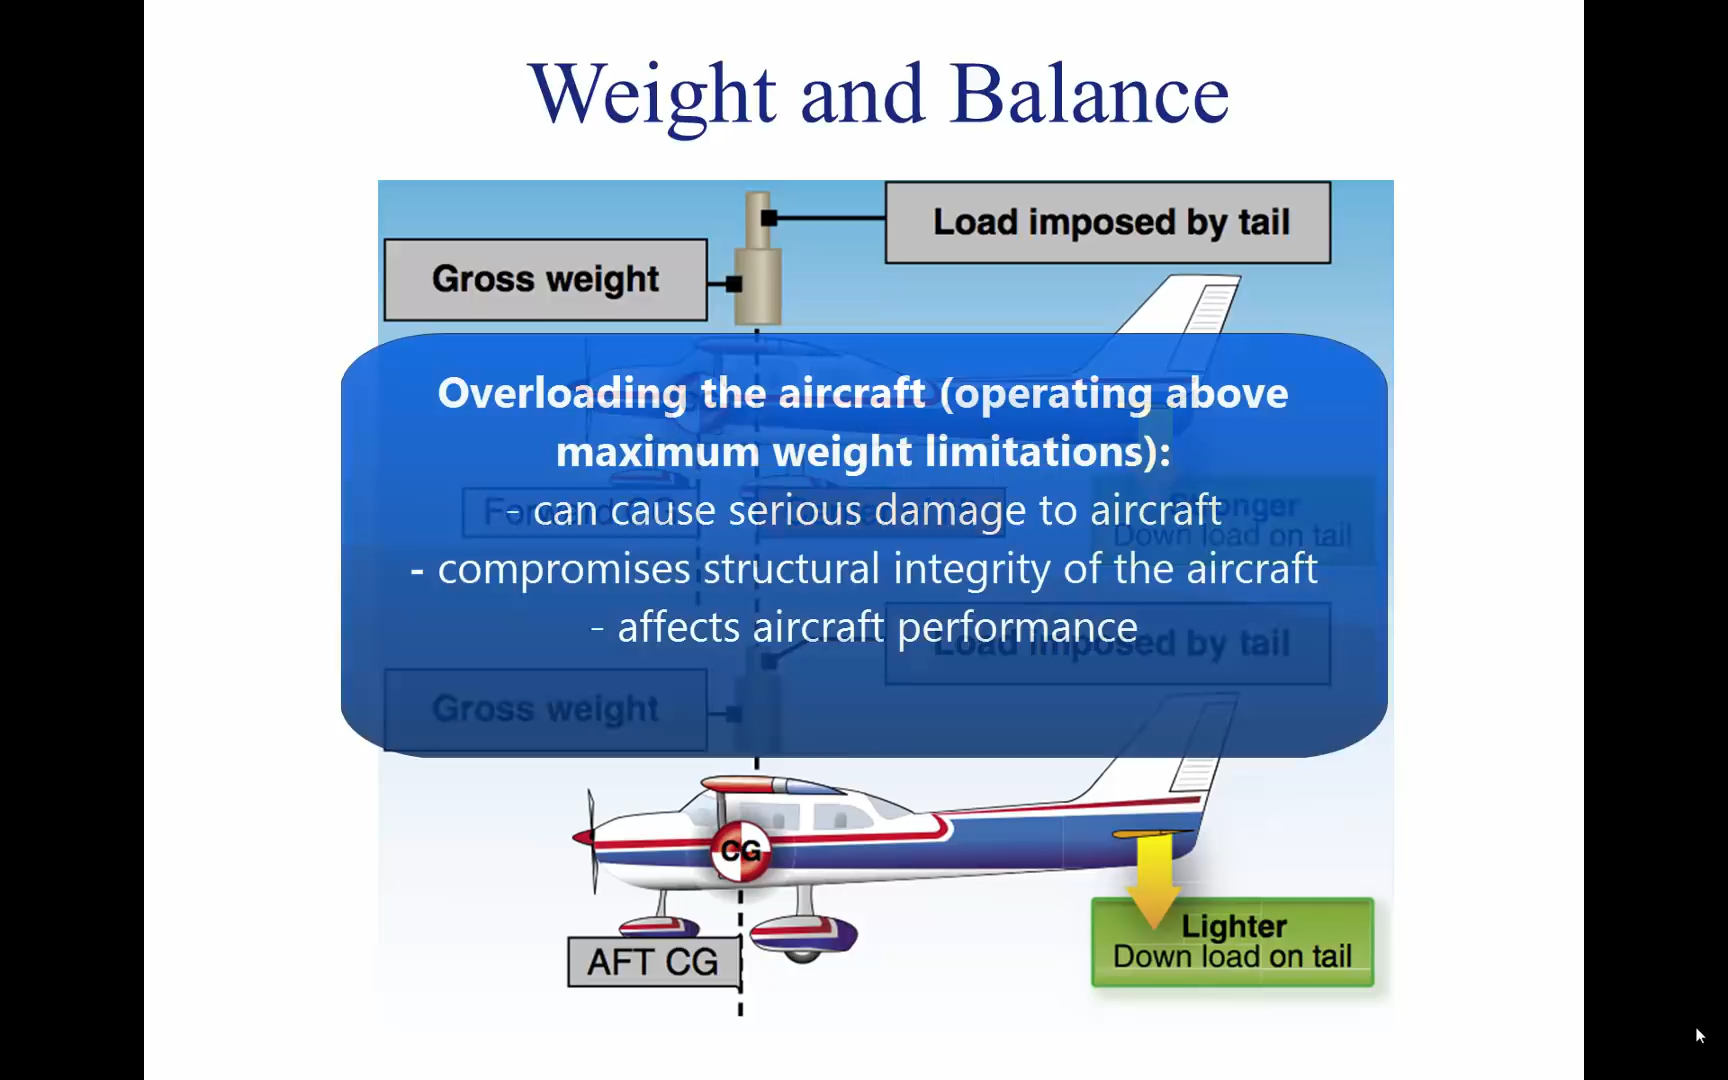 Weight and Balance
Load imposed by tail
Gross weight
Overloading the aircraft (operating above
maximum weight limitations):
- can cause serious damage to aircraft
- compromises structural integrity of the aircraft
- affects aircraft performance
Down load on tail
Load imposed by tail
Gross weight
CG
AFT CG
Lighter
Down load on tail